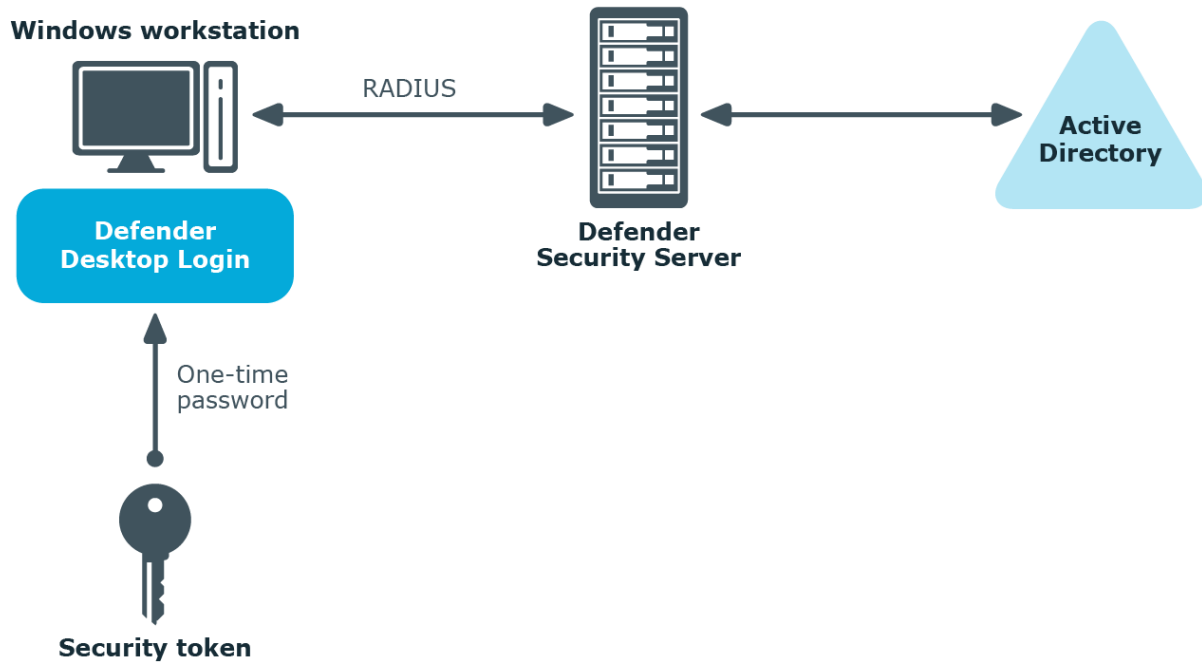 Windows workstation
RADIUS
Active
Directory
Defender
Desktop Login
Defender
Security Server
One-time
password
Security token